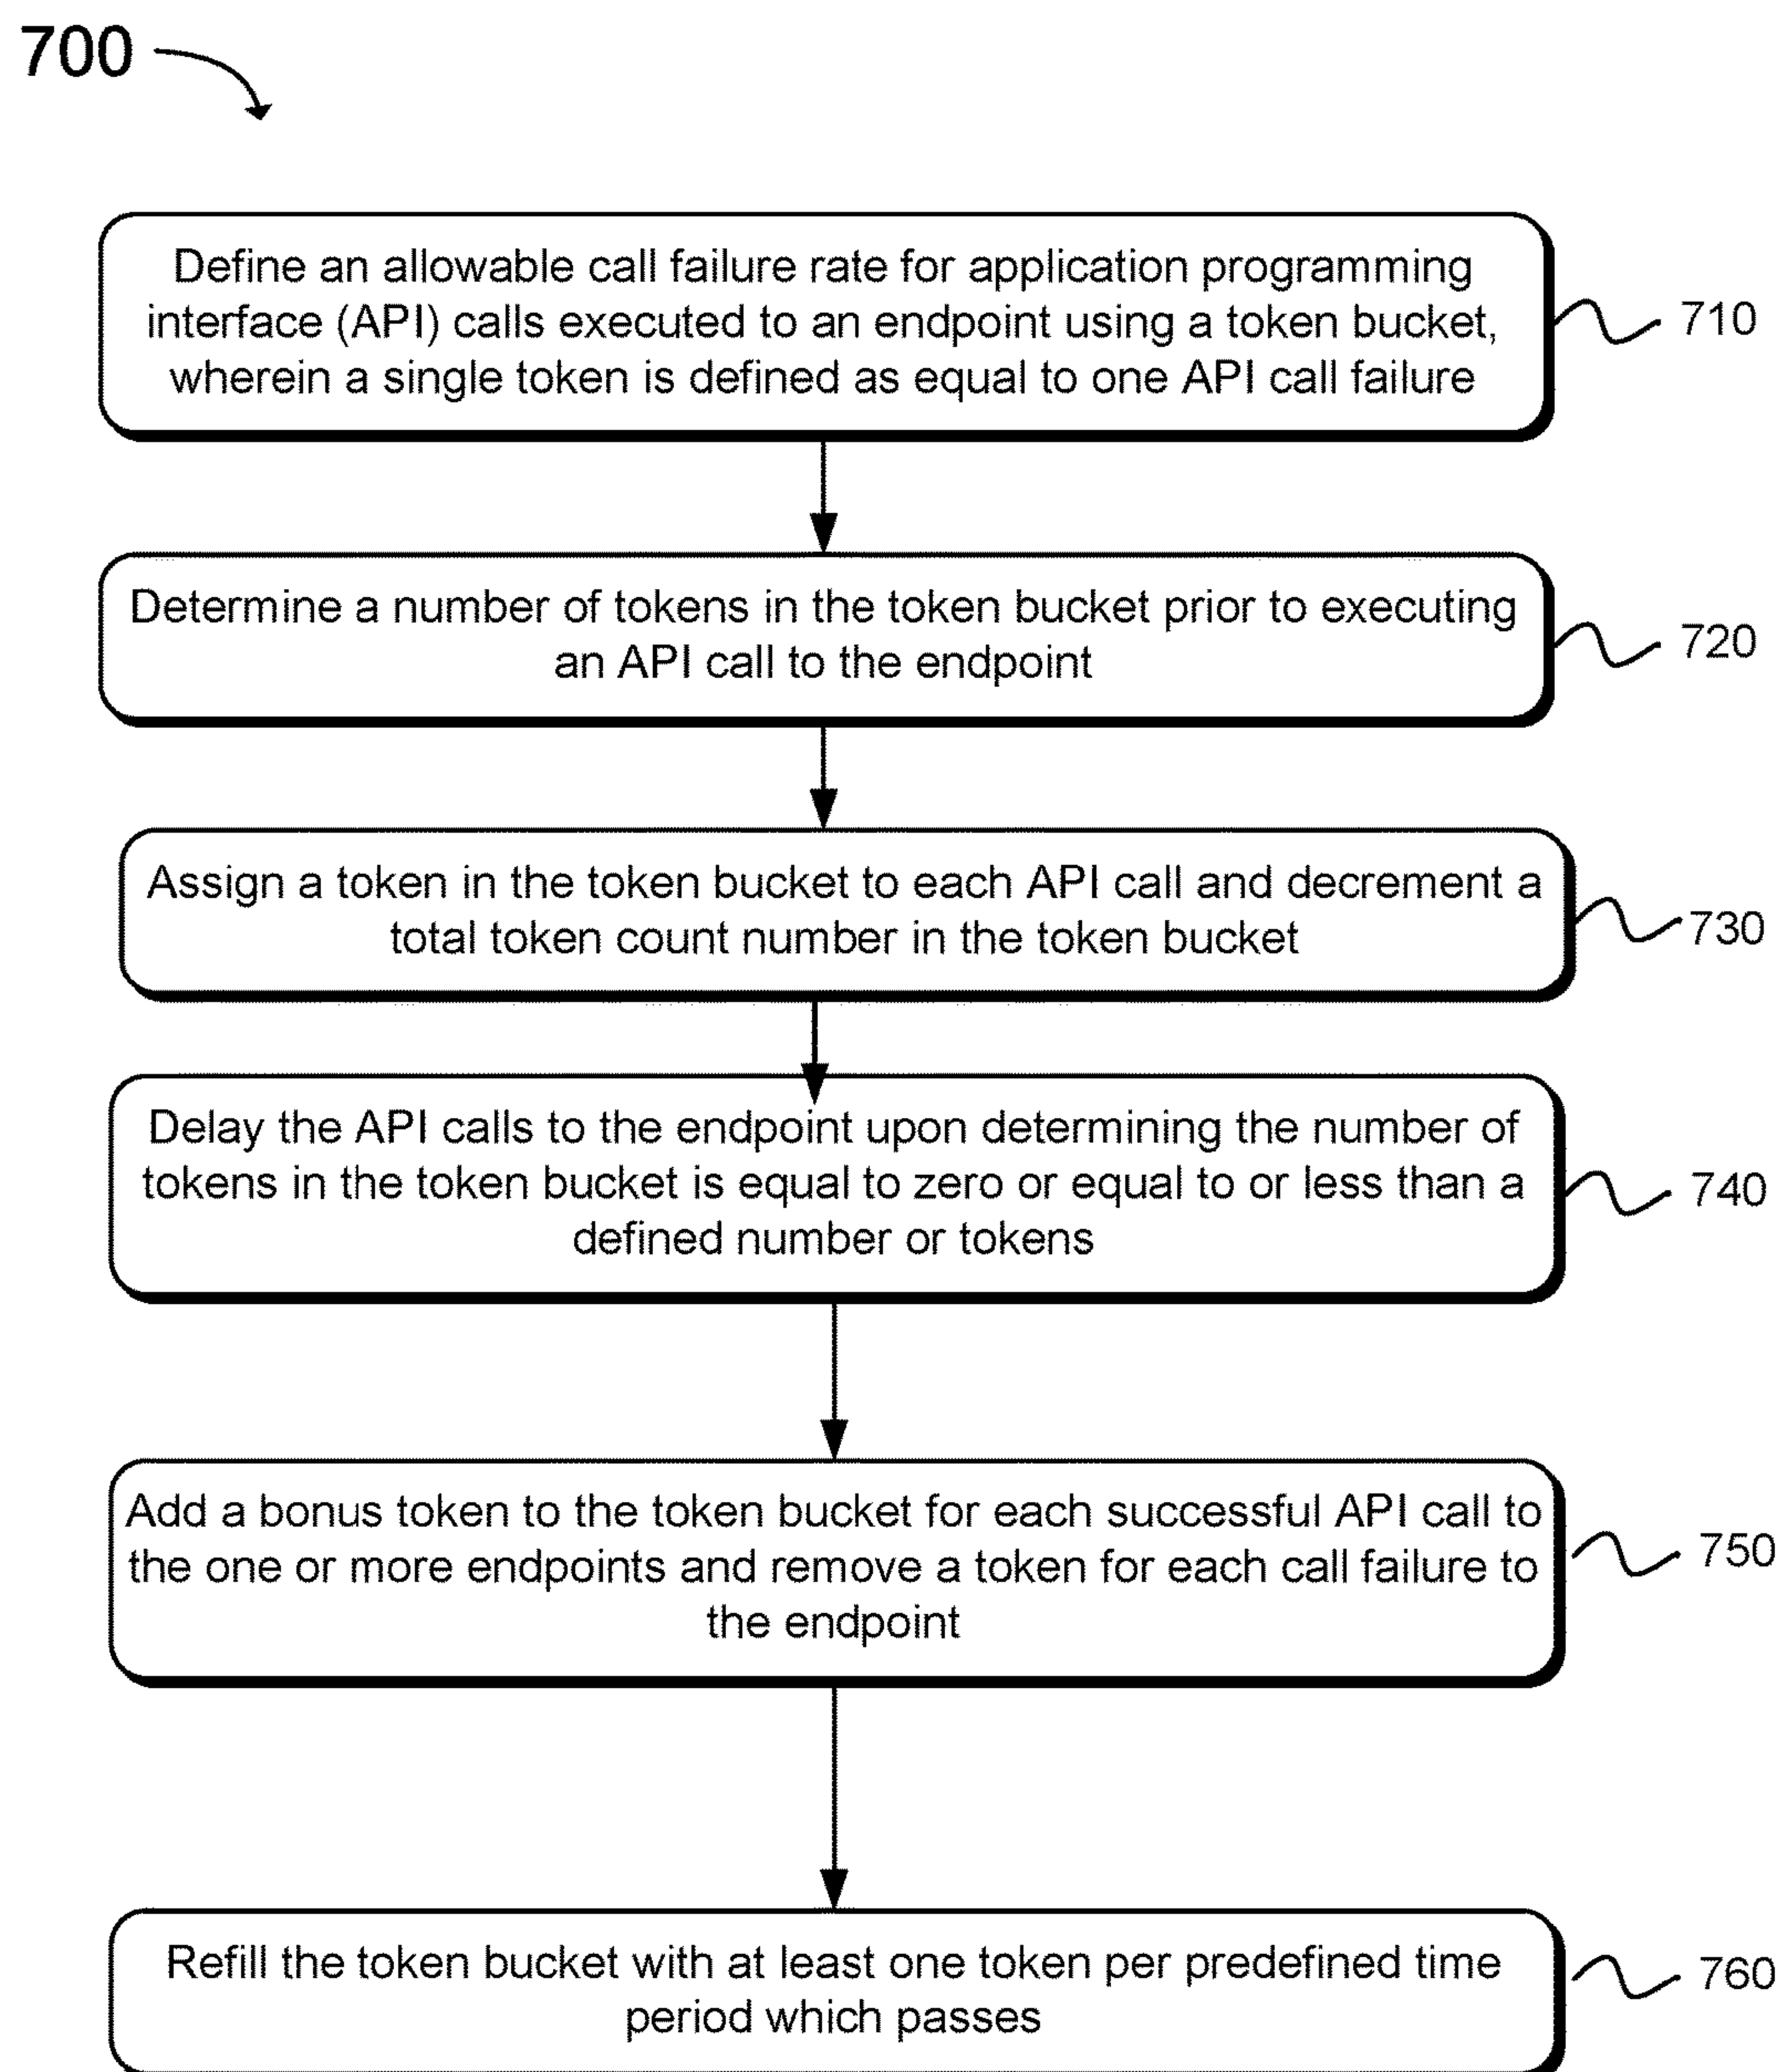 700
Define an allowable call failure rate for application programming
interface (API) calls executed to an endpoint using a token bucket,
wherein a single token is defined as equal to one API call failure
710
Determine a number of tokens in the token bucket prior to executing
an API call to the endpoint
720
Assign a token in the token bucket to each API call and decrement a
total token count number in the token bucket
730
Delay the API calls to the endpoint upon determining the number of
tokens in the token bucket is equal to zero or equal to or less than a
defined number or tokens
740
Add a bonus token to the token bucket for each successful API call to
the one or more endpoints and remove a token for each call failure to
the endpoint
750
Refill the token bucket with at least one token per predefined time
period which passes
760